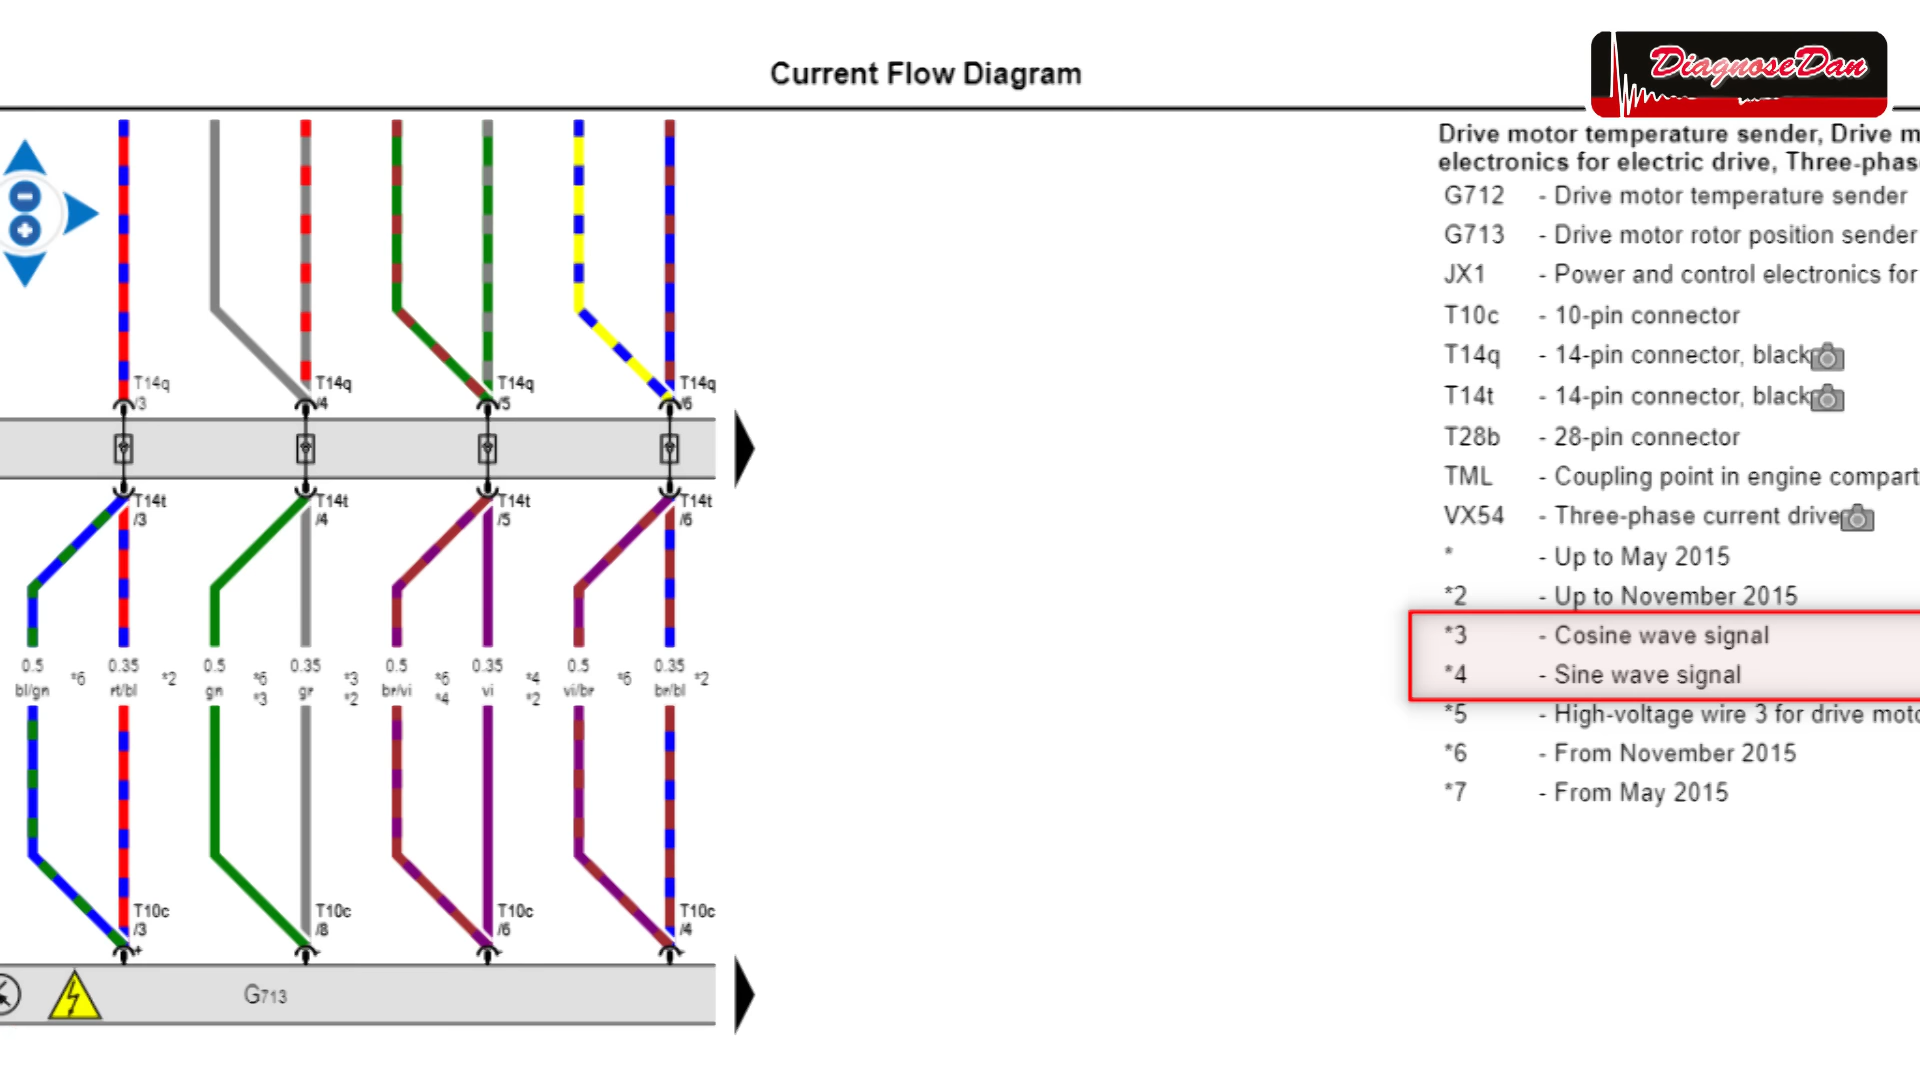 Current Flow Diagram
DiagnoseDan
Drive motor temperature sender, Drive m
electronics for electric drive, Three-phas
G712 - Drive motor temperature sender
G713 - Drive motor rotor position sender
JX1 - Power and control electronics for
T10c - 10-pin connector
T14q - 14-pin connector, black
T14t - 14-pin connector, black
T28b - 28-pin connector
TML - Coupling point in engine compart
VX54 - Three-phase current drive
* - Up to May 2015
*2 - Up to November 2015
*3 - Cosine wave signal
*4 - Sine wave signal
*5 - High-voltage wire 3 for drive moto
*6 - From November 2015
*7 - From May 2015
T14q T14q T14q T14q
/3 /4 /5 /6
T14t T14t T14t T14t
/3 /4 /5 /6
0.5 0.35 0.5 0.35 0.5 0.35 0.5 0.35
*6 *2 *6 *3 *6 *4 *6 *2
bl/gn rt/bl gn gr br/vi vi vi/br br/bl
*3 *2 *4 *2
T10c T10c T10c T10c
/3 /8 /6 /4
+ - - -
G713